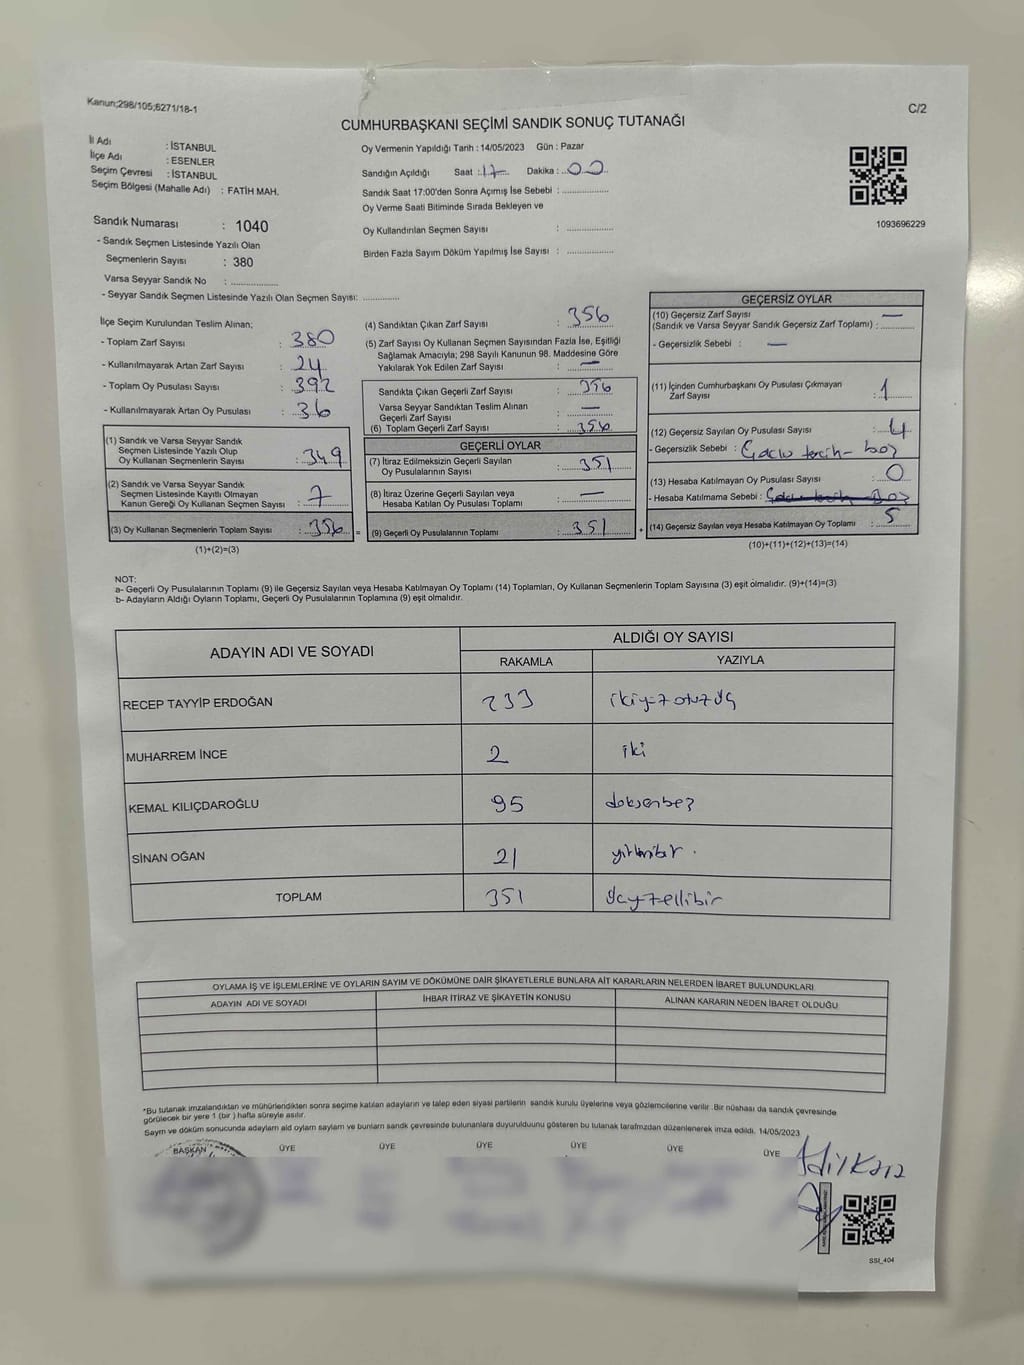 Kanun;298/105;6271/18-1
C/2
CUMHURBAŞKANI SEÇİMİ SANDIK SONUÇ TUTANAĞI
İl Adı : İSTANBUL
İlçe Adı : ESENLER
Seçim Çevresi : İSTANBUL
Seçim Bölgesi (Mahalle Adı) : FATİH MAH.
Oy Vermenin Yapıldığı Tarih : 14/05/2023 Gün : Pazar
Sandığın Açıldığı Saat : 17 Dakika : 00
Sandık Saat 17:00'den Sonra Açımış İse Sebebi :
Oy Verme Saati Bitiminde Sırada Bekleyen ve
Oy Kullandırılan Seçmen Sayısı :
Birden Fazla Sayım Döküm Yapılmış İse Sayısı :
1093696229
Sandık Numarası : 1040
- Sandık Seçmen Listesinde Yazılı Olan
Seçmenlerin Sayısı : 380
Varsa Seyyar Sandık No :
- Seyyar Sandık Seçmen Listesinde Yazılı Olan Seçmen Sayısı:
İlçe Seçim Kurulundan Teslim Alınan;
- Toplam Zarf Sayısı : 380
- Kullanılmayarak Artan Zarf Sayısı : 24
- Toplam Oy Pusulası Sayısı : 392
- Kullanılmayarak Artan Oy Pusulası : 36
(1) Sandık ve Varsa Seyyar Sandık
Seçmen Listesinde Yazılı Olup
Oy Kullanan Seçmenlerin Sayısı : 349
(2) Sandık ve Varsa Seyyar Sandık
Seçmen Listesinde Kayıtlı Olmayan
Kanun Gereği Oy Kullanan Seçmen Sayısı : 7
(3) Oy Kullanan Seçmenlerin Toplam Sayısı : 356 =
(1)+(2)=(3)
(4) Sandıktan Çıkan Zarf Sayısı : 356
(5) Zarf Sayısı Oy Kullanan Seçmen Sayısından Fazla İse, Eşitliği
Sağlamak Amacıyla; 298 Sayılı Kanunun 98. Maddesine Göre
Yakılarak Yok Edilen Zarf Sayısı : —
Sandıkta Çıkan Geçerli Zarf Sayısı : 356
Varsa Seyyar Sandıktan Teslim Alınan
Geçerli Zarf Sayısı : —
(6) Toplam Geçerli Zarf Sayısı : 356
GEÇERLİ OYLAR
(7) İtiraz Edilmeksizin Geçerli Sayılan
Oy Pusulalarının Sayısı : 351
(8) İtiraz Üzerine Geçerli Sayılan veya
Hesaba Katılan Oy Pusulası Toplamı : —
(9) Geçerli Oy Pusulalarının Toplamı : 351 +
GEÇERSİZ OYLAR
(10) Geçersiz Zarf Sayısı —
(Sandık ve Varsa Seyyar Sandık Geçersiz Zarf Toplamı) :
- Geçersizlik Sebebi : —
(11) İçinden Cumhurbaşkanı Oy Pusulası Çıkmayan
Zarf Sayısı : 1
(12) Geçersiz Sayılan Oy Pusulası Sayısı : 4
- Geçersizlik Sebebi : Çoklu tercih - boş
(13) Hesaba Katılmayan Oy Pusulası Sayısı : 0
- Hesaba Katılmama Sebebi :
(14) Geçersiz Sayılan veya Hesaba Katılmayan Oy Toplamı : 5
(10)+(11)+(12)+(13)=(14)
NOT:
a- Geçerli Oy Pusulalarının Toplamı (9) ile Geçersiz Sayılan veya Hesaba Katılmayan Oy Toplamı (14) Toplamları, Oy Kullanan Seçmenlerin Toplam Sayısına (3) eşit olmalıdır. (9)+(14)=(3)
b- Adayların Aldığı Oyların Toplamı, Geçerli Oy Pusulalarının Toplamına (9) eşit olmalıdır.
ADAYIN ADI VE SOYADI
ALDIĞI OY SAYISI
RAKAMLA YAZIYLA
RECEP TAYYİP ERDOĞAN 233 ikiyüzotuzüç
MUHARREM İNCE 2 iki
KEMAL KILIÇDAROĞLU 95 doksanbeş
SİNAN OĞAN 21 yirmibir.
TOPLAM 351 üçyüzellibir
OYLAMA İŞ VE İŞLEMLERİNE VE OYLARIN SAYIM VE DÖKÜMÜNE DAİR ŞİKAYETLERLE BUNLARA AİT KARARLARIN NELERDEN İBARET BULUNDUKLARI
ADAYIN ADI VE SOYADI İHBAR İTİRAZ VE ŞİKAYETİN KONUSU ALINAN KARARIN NEDEN İBARET OLDUĞU
*Bu tutanak imzalandıktan ve mühürlendikten sonra seçime katılan adayların ve talep eden siyasi partilerin sandık kurulu üyelerine veya gözlemcilerine verilir. Bir nüshası da sandık çevresinde
görülecek bir yere 1 (bir) hafta süreyle asılır.
Sayım ve döküm sonucunda adayların aldığı oyların sayıları ve bunların sandık çevresinde bulunanlara duyurulduunu gösteren bu tutanak tarafımızdan düzenlenerek imza edildi. 14/05/2023
BAŞKAN ÜYE ÜYE ÜYE ÜYE ÜYE ÜYE
SSI_404